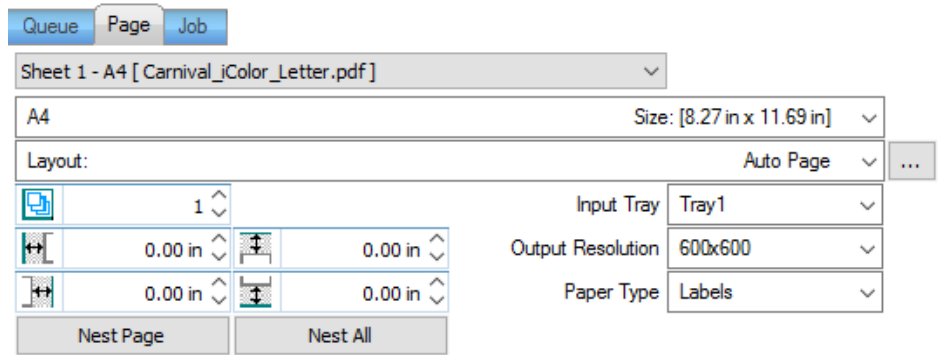 Queue Page Job
Sheet 1 - A4 [ Carnival_iColor_Letter.pdf ]
A4 Size: [8.27 in x 11.69 in]
Layout: Auto Page ...
1 Input Tray Tray1
0.00 in 0.00 in Output Resolution 600x600
0.00 in 0.00 in Paper Type Labels
Nest Page Nest All